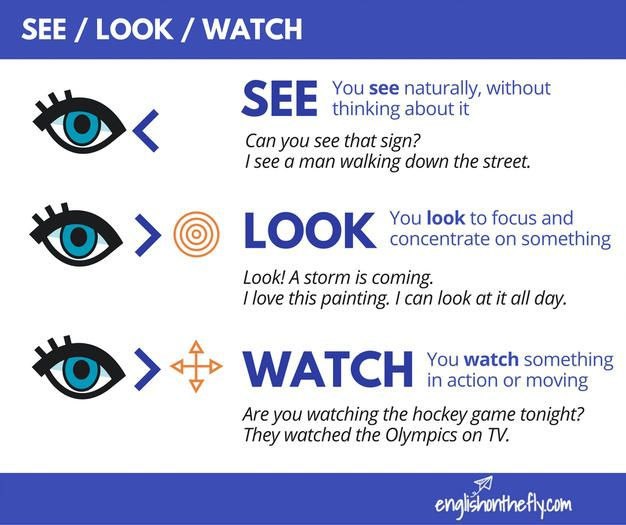 SEE / LOOK / WATCH
SEE
You see naturally, without
thinking about it
Can you see that sign?
I see a man walking down the street.
LOOK
You look to focus and
concentrate on something
Look! A storm is coming.
I love this painting. I can look at it all day.
WATCH
You watch something
in action or moving
Are you watching the hockey game tonight?
They watched the Olympics on TV.
englishonthefly.com